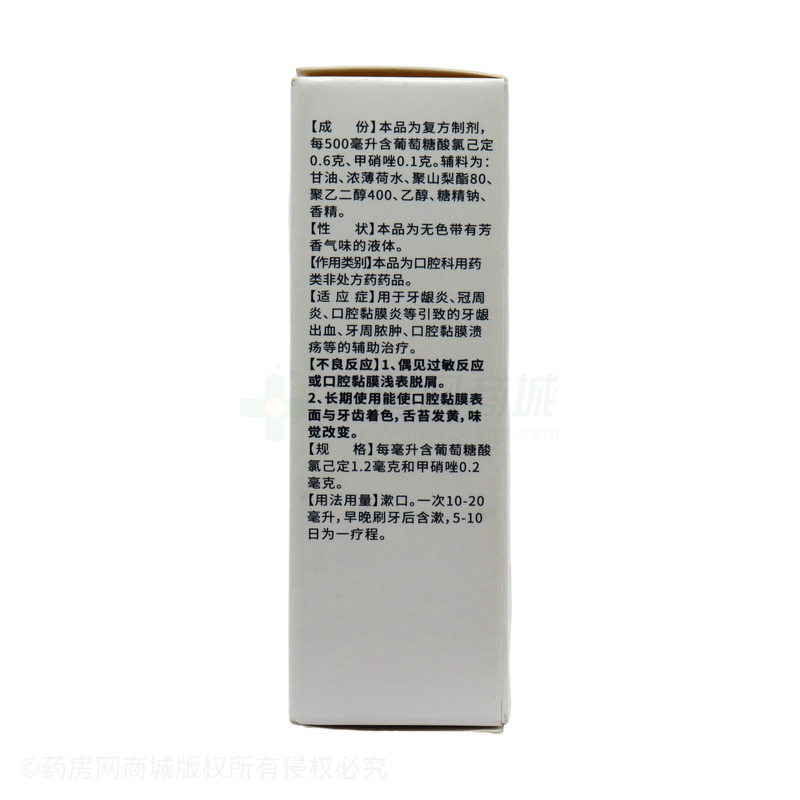 【成 份】本品为复方制剂，
每500毫升含葡萄糖酸氯己定
0.6克、甲硝唑0.1克。辅料为：
甘油、浓薄荷水、聚山梨酯80、
聚乙二醇400、乙醇、糖精钠、
香精。
【性 状】本品为无色带有芳
香气味的液体。
【作用类别】本品为口腔科用药
类非处方药药品。
【适应症】用于牙龈炎、冠周
炎、口腔黏膜炎等引致的牙龈
出血、牙周脓肿、口腔黏膜溃
疡等的辅助治疗。
【不良反应】1、偶见过敏反应
或口腔黏膜浅表脱屑。
2、长期使用能使口腔黏膜表
面与牙齿着色，舌苔发黄，味
觉改变。
【规 格】每毫升含葡萄糖酸
氯己定1.2毫克和甲硝唑0.2
毫克。
【用法用量】漱口。一次10-20
毫升，早晚刷牙后含漱，5-10
日为一疗程。
©药房网商城版权所有侵权必究